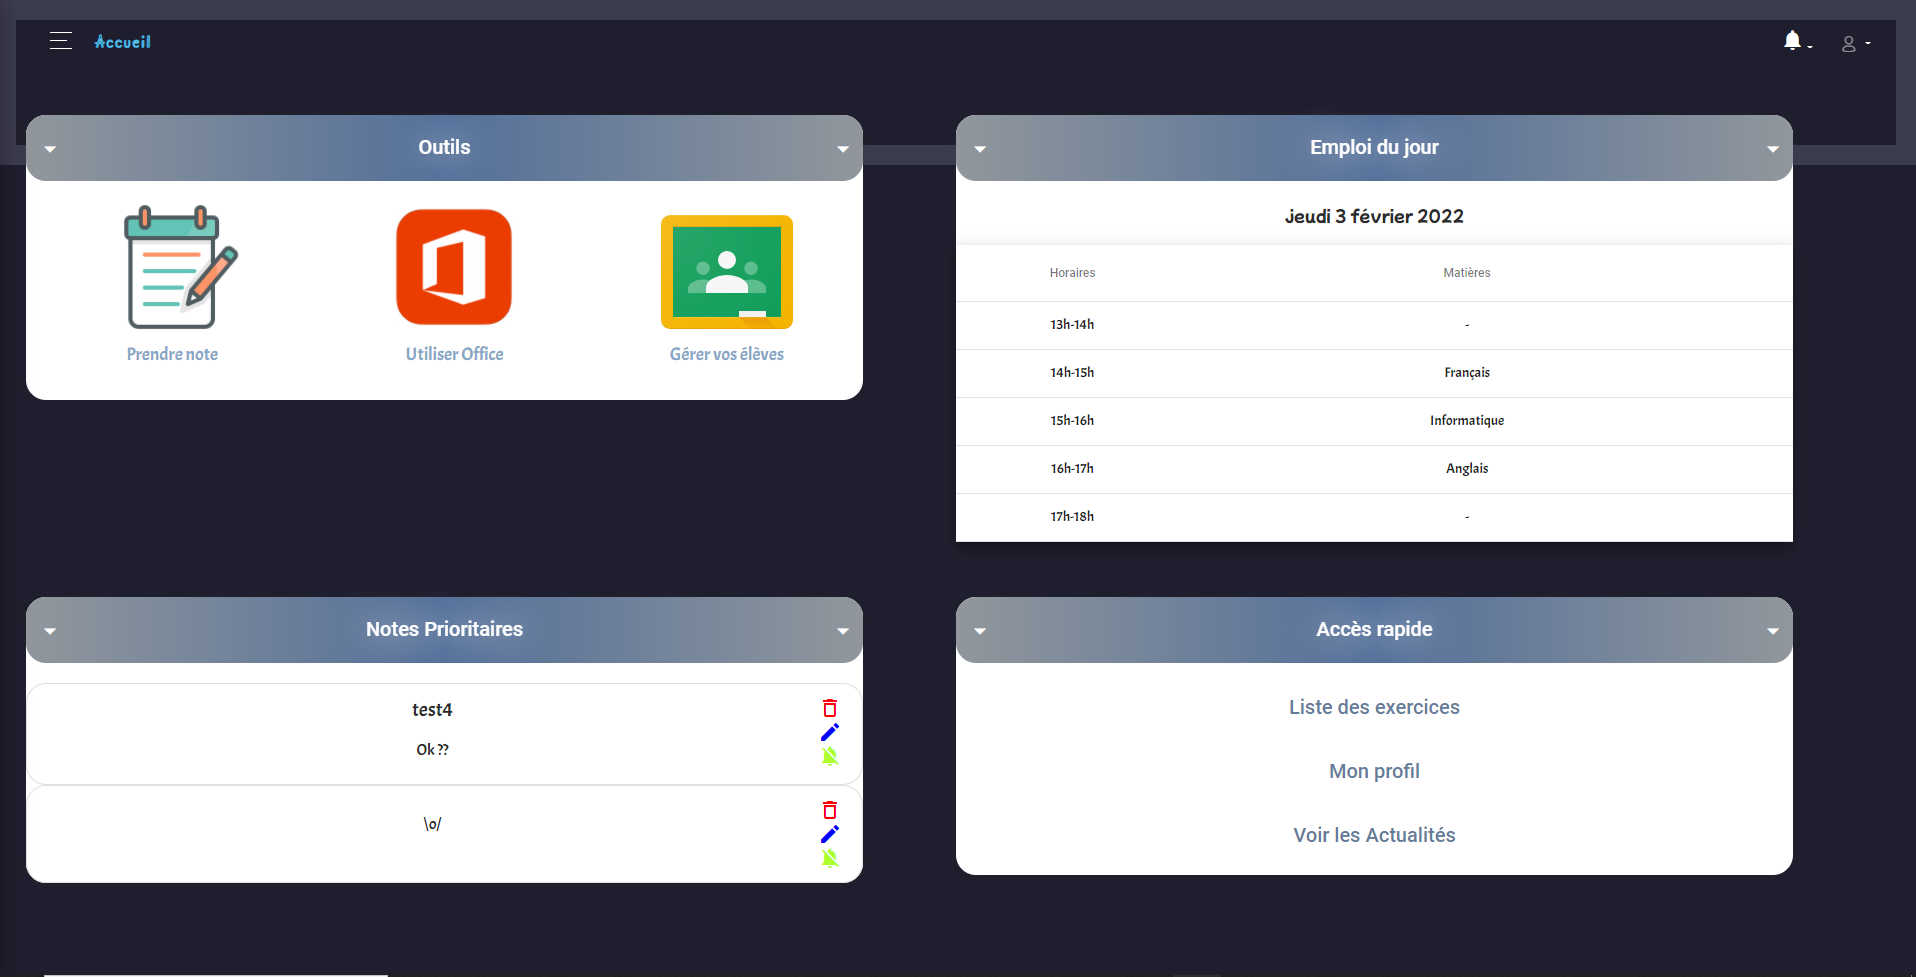 Accueil
Outils
Prendre note
Utiliser Office
Gérer vos élèves
Emploi du jour
Jeudi 3 février 2022
Horaires Matières
13h-14h -
14h-15h Français
15h-16h Informatique
16h-17h Anglais
17h-18h -
Notes Prioritaires
test4
Ok ??
\o/
Accès rapide
Liste des exercices
Mon profil
Voir les Actualités